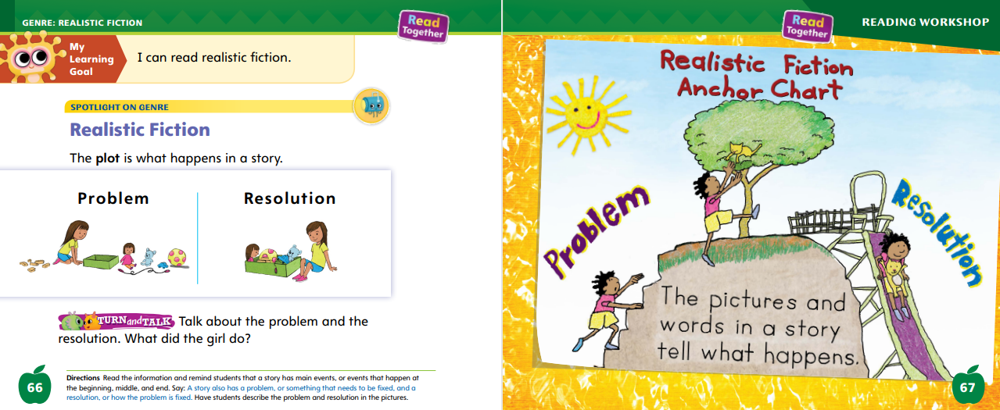 GENRE: REALISTIC FICTION
Read
Together
My
Learning
Goal
I can read realistic fiction.
SPOTLIGHT ON GENRE
Realistic Fiction
The plot is what happens in a story.
Problem
Resolution
TURN and TALK Talk about the problem and the
resolution. What did the girl do?
66
Directions Read the information and remind students that a story has main events, or events that happen at
the beginning, middle, and end. Say: A story also has a problem, or something that needs to be fixed, and a
resolution, or how the problem is fixed. Have students describe the problem and resolution in the pictures.
Read
Together
READING WORKSHOP
Realistic Fiction
Anchor Chart
Problem
Resolution
The pictures and
words in a story
tell what happens.
67